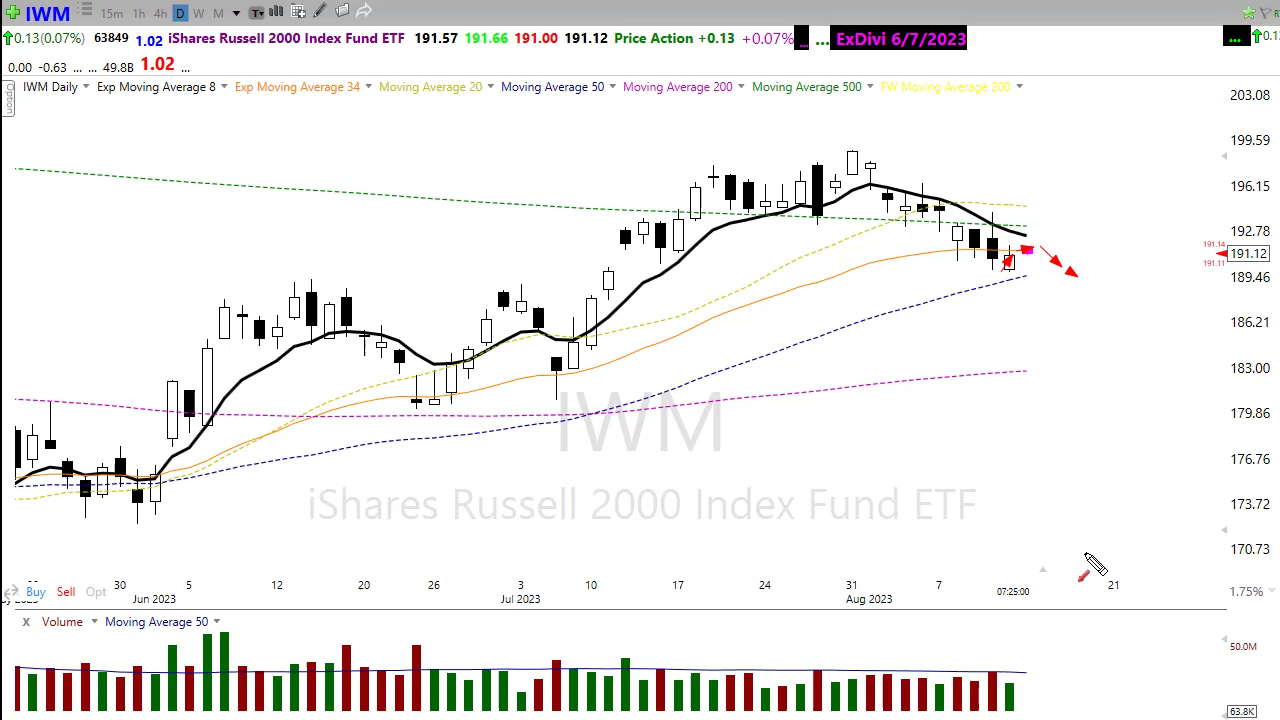 IWM 15m 1h 4h D W M T
0.13(0.07%) 63849 1.02 iShares Russell 2000 Index Fund ETF 191.57 191.66 191.00 191.12 Price Action +0.13 +0.07% ... ... ExDivi 6/7/2023 ... 0.13
0.00 -0.63 ... ... 49.8B 1.02 ...
Option IWM Daily Exp Moving Average 8 Exp Moving Average 34 Moving Average 20 Moving Average 50 Moving Average 200 Moving Average 500 FW Moving Average 200
203.08
199.59
196.15
192.78
191.14
191.12
191.11
189.46
186.21
183.00
179.86
176.76
173.72
170.73
IWM
iShares Russell 2000 Index Fund ETF
30 5 12 20 26 3 10 17 24 31 7 07:25:00 21
Buy Sell Opt 1.75%
Jun 2023 Jul 2023 Aug 2023
X Volume Moving Average 50
50.0M
63.8K